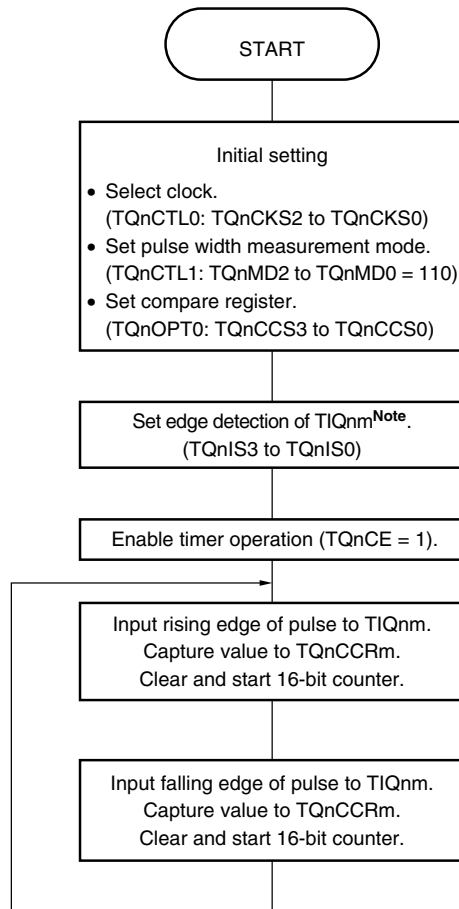 START
Initial setting
• Select clock.
(TQnCTL0: TQnCKS2 to TQnCKS0)
• Set pulse width measurement mode.
(TQnCTL1: TQnMD2 to TQnMD0 = 110)
• Set compare register.
(TQnOPT0: TQnCCS3 to TQnCCS0)
Set edge detection of TIQnmNote.
(TQnIS3 to TQnIS0)
Enable timer operation (TQnCE = 1).
Input rising edge of pulse to TIQnm.
Capture value to TQnCCRm.
Clear and start 16-bit counter.
Input falling edge of pulse to TIQnm.
Capture value to TQnCCRm.
Clear and start 16-bit counter.